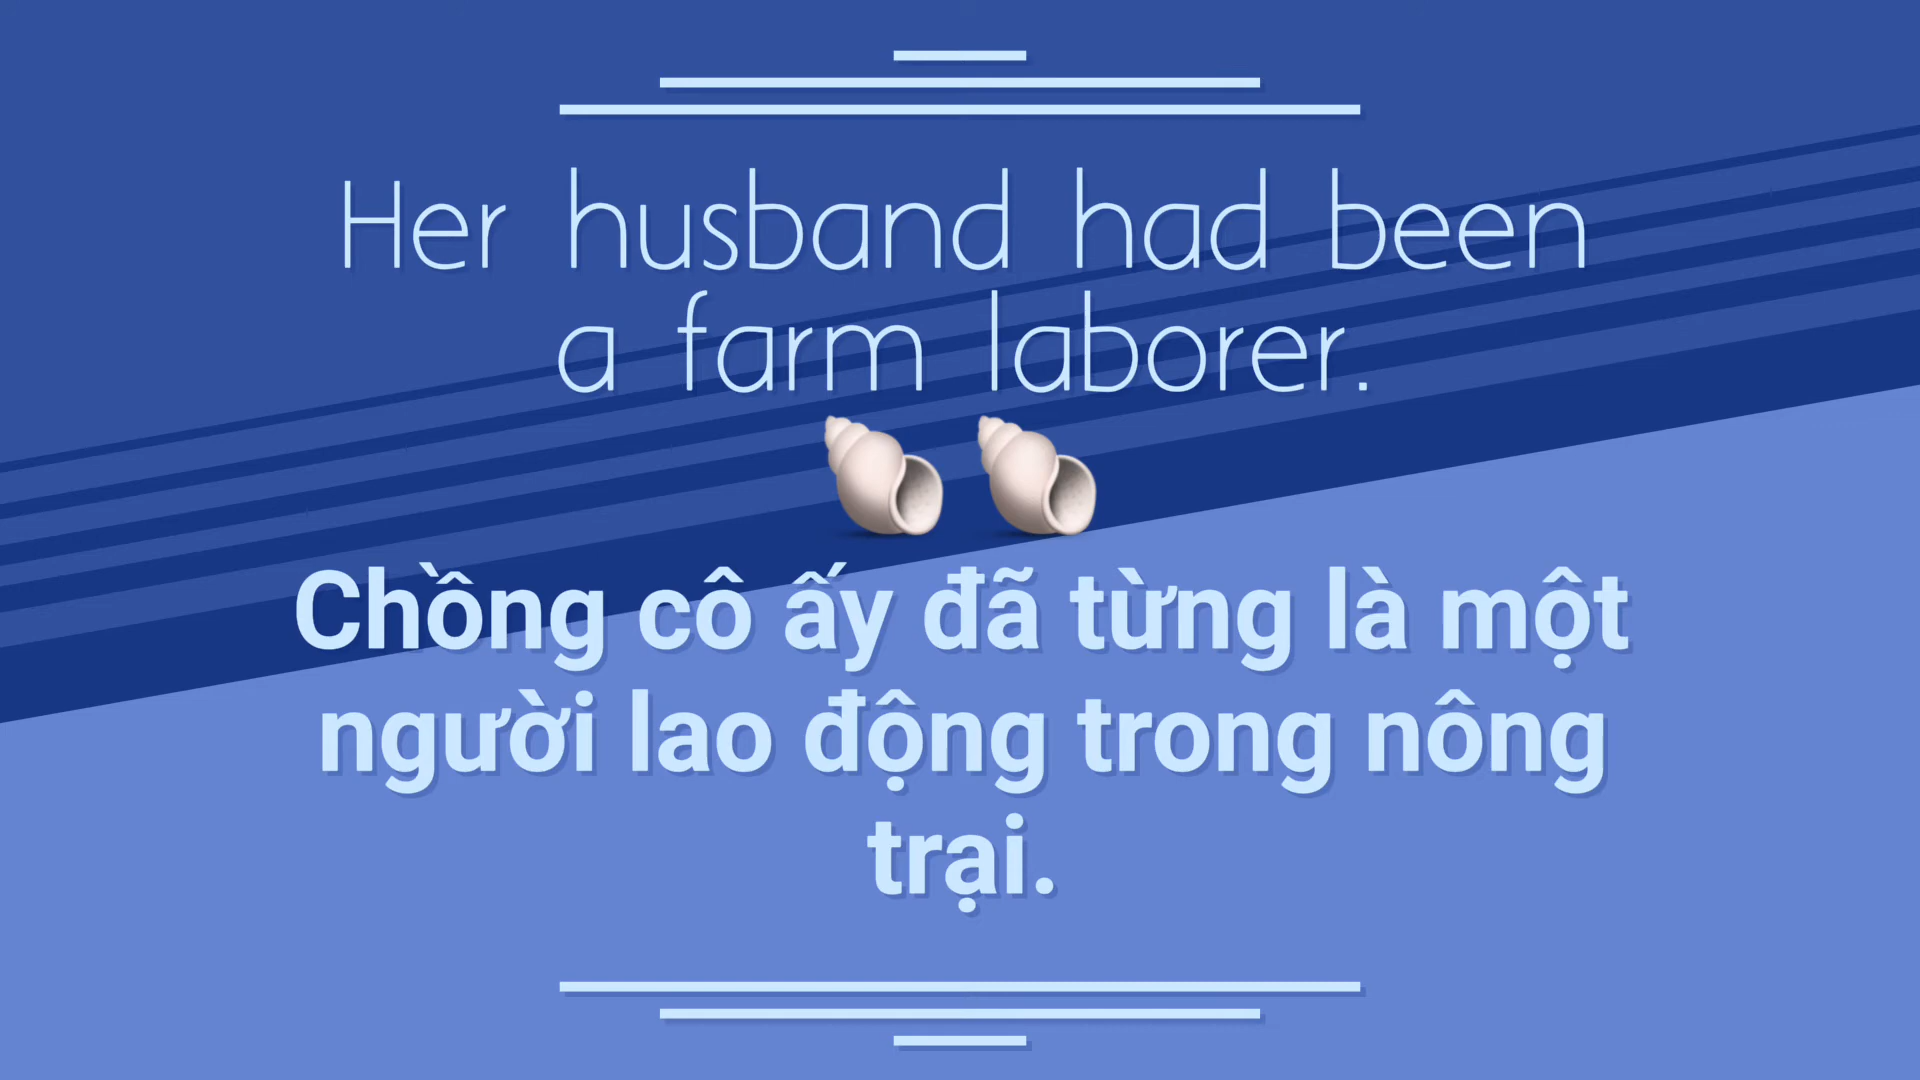 Her husband had been
a farm laborer.
Chồng cô ấy đã từng là một
người lao động trong nông
trại.